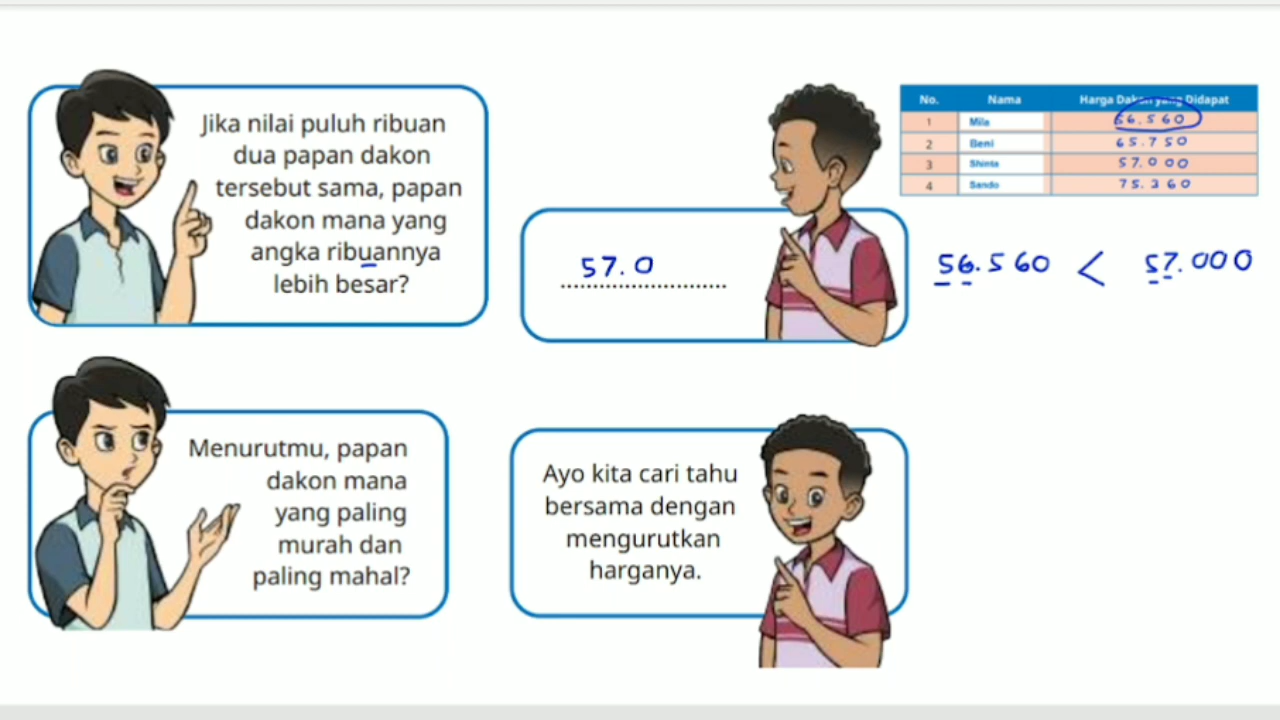 Jika nilai puluh ribuan
dua papan dakon
tersebut sama, papan
dakon mana yang
angka ribuannya
lebih besar?
57.0
..........................
No. Nama Harga Dakon yang Didapat
1 Mila 56.560
2 Beni 65.750
3 Shinta 57.000
4 Sando 75.360
56.560 < 57.000
Menurutmu, papan
dakon mana
yang paling
murah dan
paling mahal?
Ayo kita cari tahu
bersama dengan
mengurutkan
harganya.